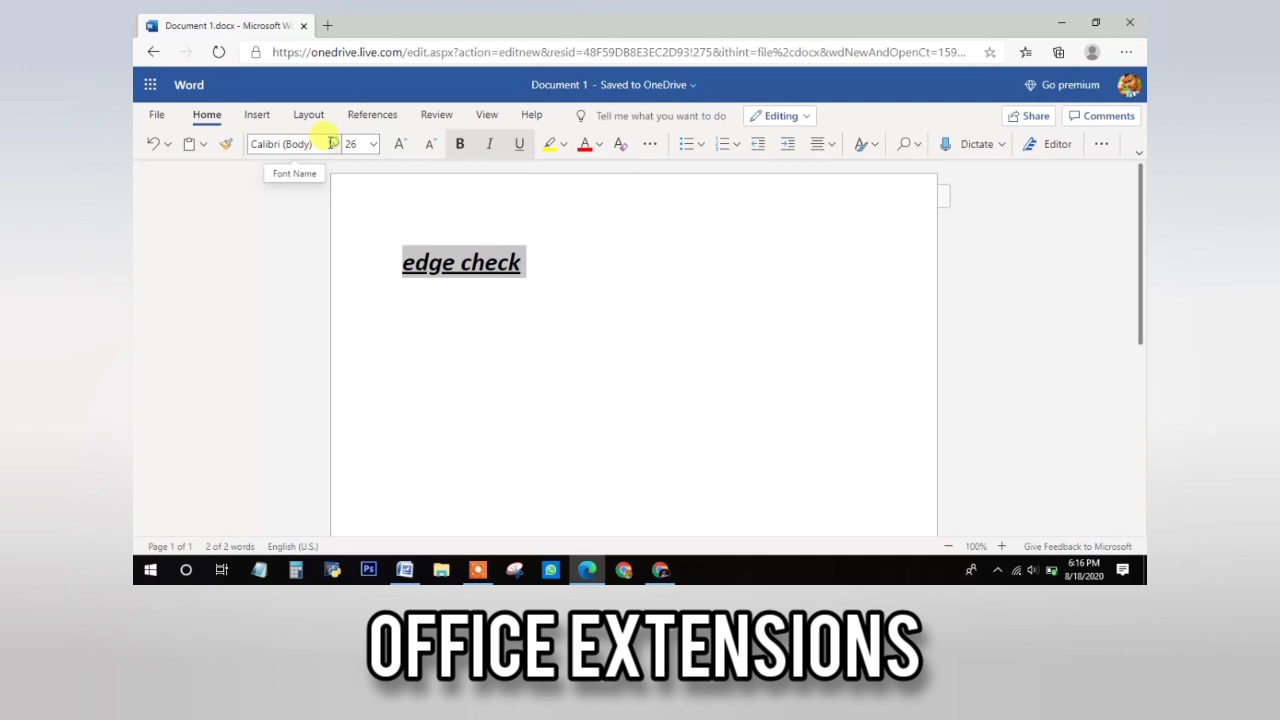 Document 1.docx - Microsoft Wo
https://onedrive.live.com/edit.aspx?action=editnew&resid=48F59DB8E3EC2D93!275&ithint=file%2cdocx&wdNewAndOpenCt=159...
Word
Document 1 - Saved to OneDrive
Go premium
File Home Insert Layout References Review View Help Tell me what you want to do Editing Share Comments
Calibri (Body) 26 B I U A Dictate Editor
Font Name
edge check
Page 1 of 1 2 of 2 words English (U.S.) 100% Give Feedback to Microsoft
6:16 PM
8/18/2020
OFFICE EXTENSIONS